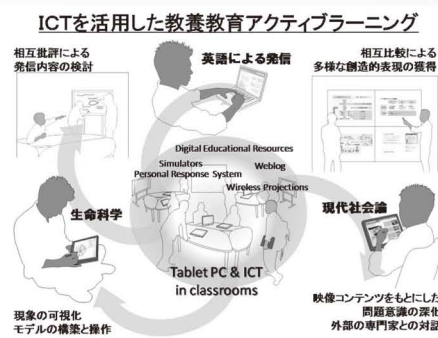 ICTを活用した教養教育アクティブラーニング
相互批評による
発信内容の検討
英語による発信
相互比較による
多様な創造的表現の獲得
Digital Educational Resources
Simulators
Weblog
Personal Response System
Wireless Projections
生命科学
現代社会論
Tablet PC & ICT
in classrooms
現象の可視化
モデルの構築と操作
映像コンテンツをもとにした
問題意識の深化
外部の専門家との対話